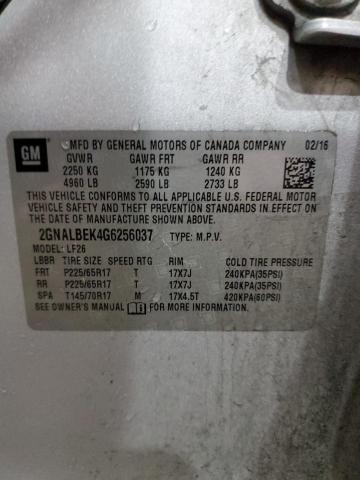 GM
MFD BY GENERAL MOTORS OF CANADA COMPANY 02/16
GVWR GAWR FRT GAWR RR
2250 KG 1175 KG 1240 KG
4960 LB 2590 LB 2733 LB
THIS VEHICLE CONFORMS TO ALL APPLICABLE U.S. FEDERAL MOTOR
VEHICLE SAFETY AND THEFT PREVENTION STANDARDS IN EFFECT ON
THE DATE OF MANUFACTURE SHOWN ABOVE.
2GNALBEK4G6256037 TYPE: M.P.V.
MODEL: LF26
LBBR TIRE SIZE SPEED RTG RIM COLD TIRE PRESSURE
FRT P225/65R17 T 17X7J 240KPA(35PSI)
RR P225/65R17 T 17X7J 240KPA(35PSI)
SPA T145/70R17 M 17X4.5T 420KPA(60PSI)
SEE OWNER'S MANUAL FOR MORE INFORMATION